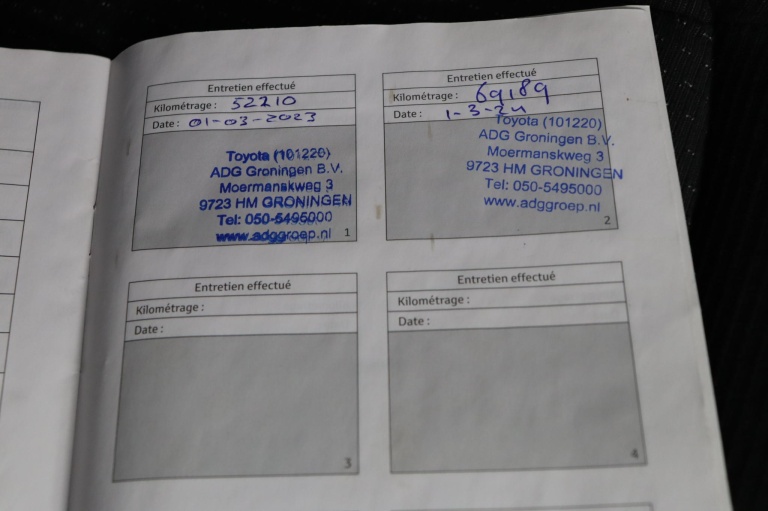 Entretien effectué
Kilométrage : 52210
Date : 01-03-2023
Toyota (101220)
ADG Groningen B.V.
Moermanskweg 3
9723 HM GRONINGEN
Tel: 050-5495000
www.adggroep.nl
1
Entretien effectué
Kilométrage : 69189
Date : 1-3-24
Toyota (101220)
ADG Groningen B.V.
Moermanskweg 3
9723 HM GRONINGEN
Tel: 050-5495000
www.adggroep.nl
2
Entretien effectué
Kilométrage :
Date :
3
Entretien effectué
Kilométrage :
Date :
4